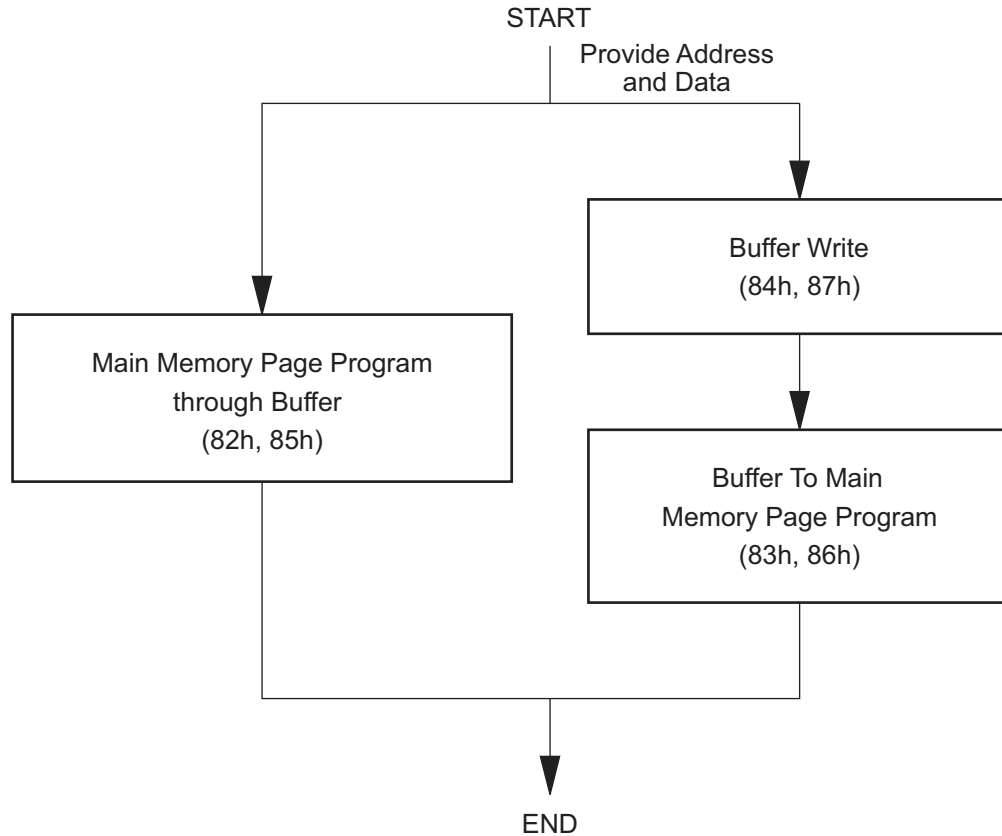 START
Provide Address
and Data
Buffer Write
(84h, 87h)
Main Memory Page Program
through Buffer
(82h, 85h)
Buffer To Main
Memory Page Program
(83h, 86h)
END